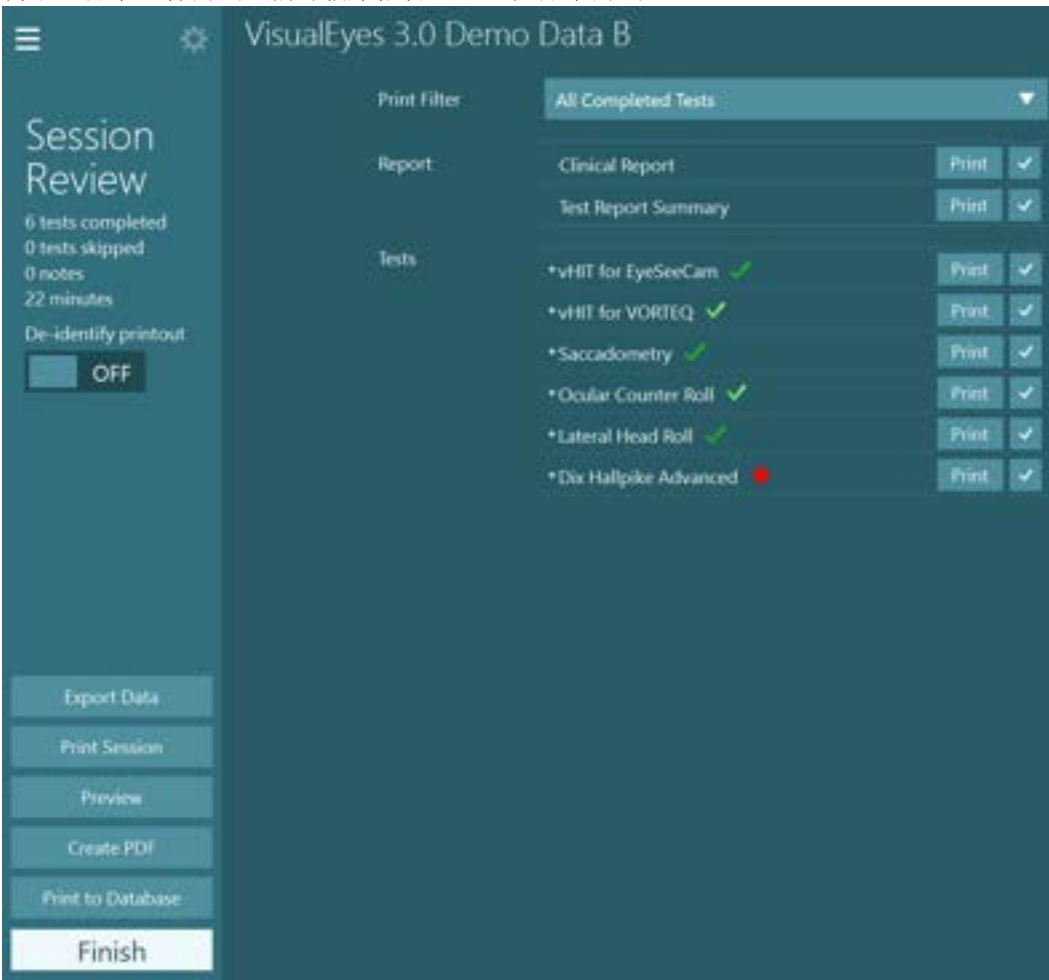 VisualEyes 3.0 Demo Data B
Session
Review
6 tests completed
0 tests skipped
0 notes
22 minutes
De-identify printout
OFF
Print Filter
All Completed Tests
Report
Clinical Report
Print
Test Report Summary
Print
Tests
*vHIT for EyeSeeCam
Print
*vHIT for VORTEQ
Print
*Saccadometry
Print
*Ocular Counter Roll
Print
*Lateral Head Roll
Print
*Dix Hallpike Advanced
Print
Export Data
Print Session
Preview
Create PDF
Print to Database
Finish